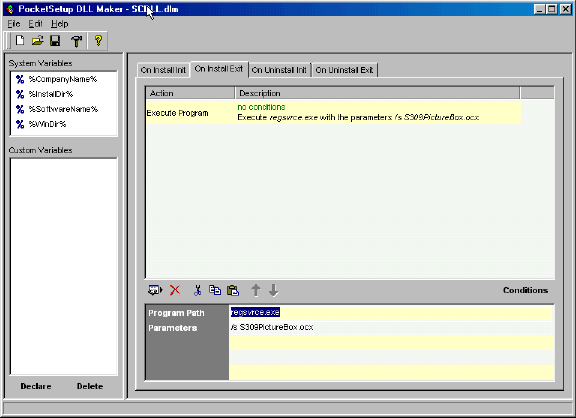 PocketSetup DLL Maker - SCDLL.dlm
File Edit Help
System Variables
%CompanyName%
%InstallDir%
%SoftwareName%
%WinDir%
Custom Variables
Declare Delete
On Install Init On Install Exit On Uninstall Init On Uninstall Exit
Action Description
Execute Program
no conditions
Execute regsvrce.exe with the parameters /s S309PictureBox.ocx
Conditions
Program Path regsvrce.exe
Parameters /s S309PictureBox.ocx